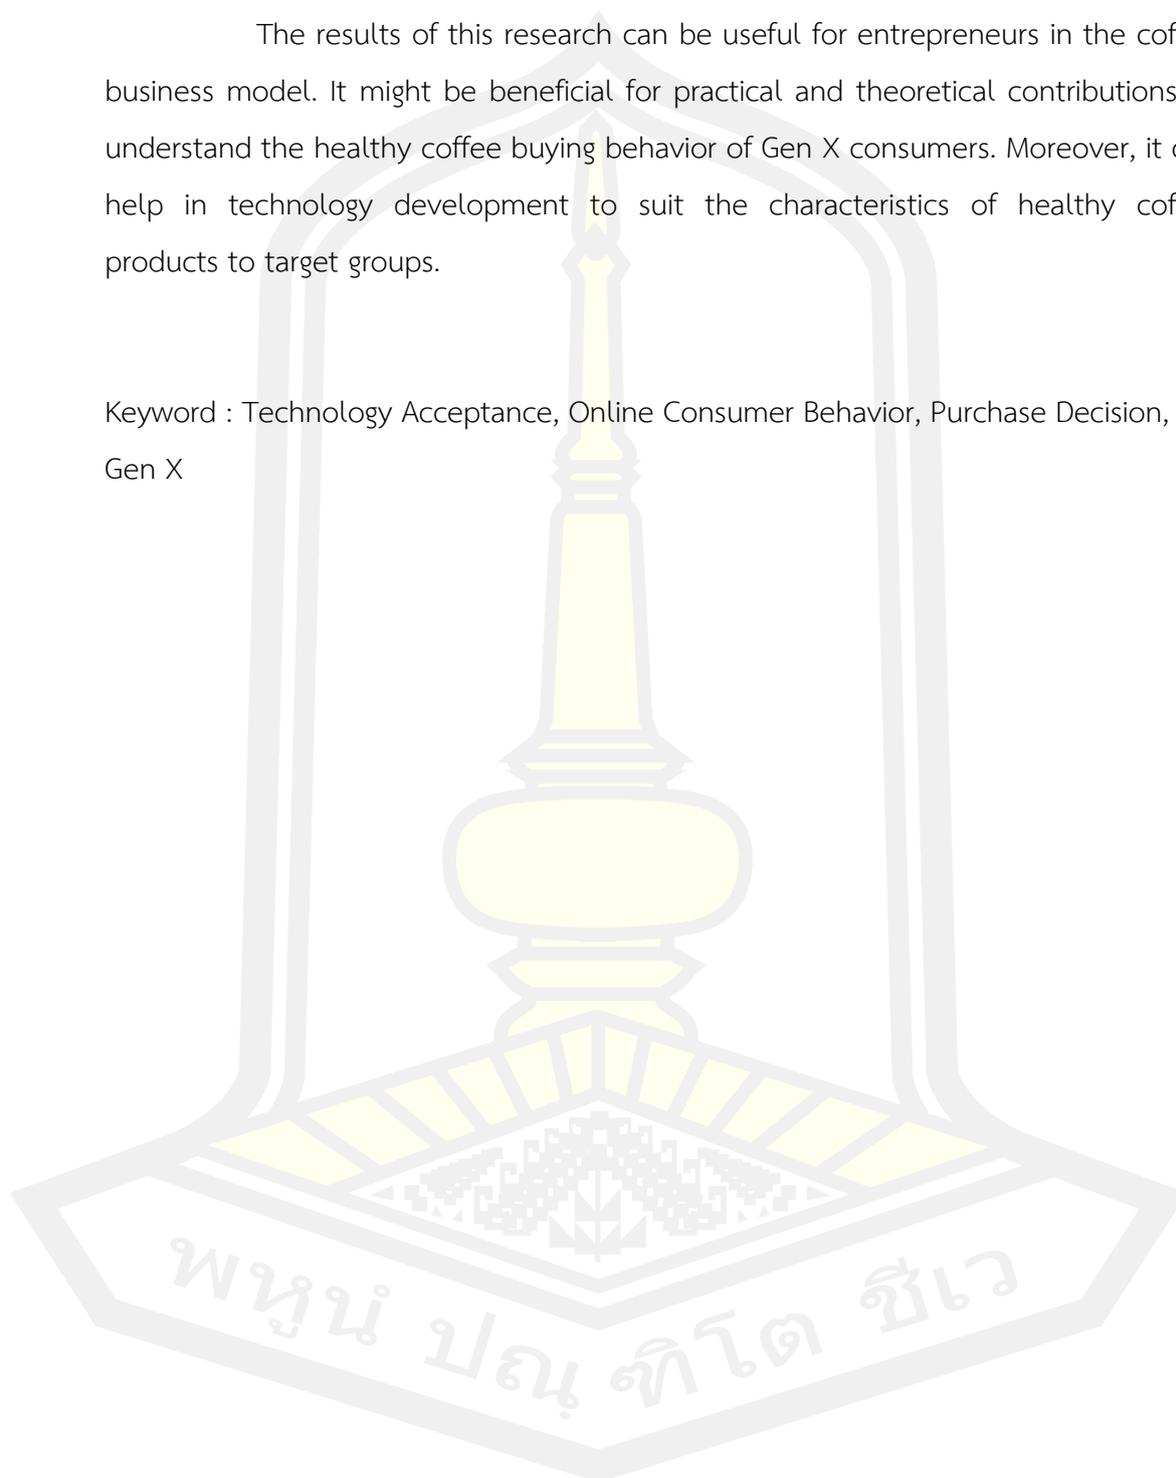 The results of this research can be useful for entrepreneurs in the cof
business model. It might be beneficial for practical and theoretical contributions
understand the healthy coffee buying behavior of Gen X consumers. Moreover, it
help in technology development to suit the characteristics of healthy cof
products to target groups.
Keyword : Technology Acceptance, Online Consumer Behavior, Purchase Decision,
Gen X
พหูนํ ปณฺ ฑิโต ชีเว